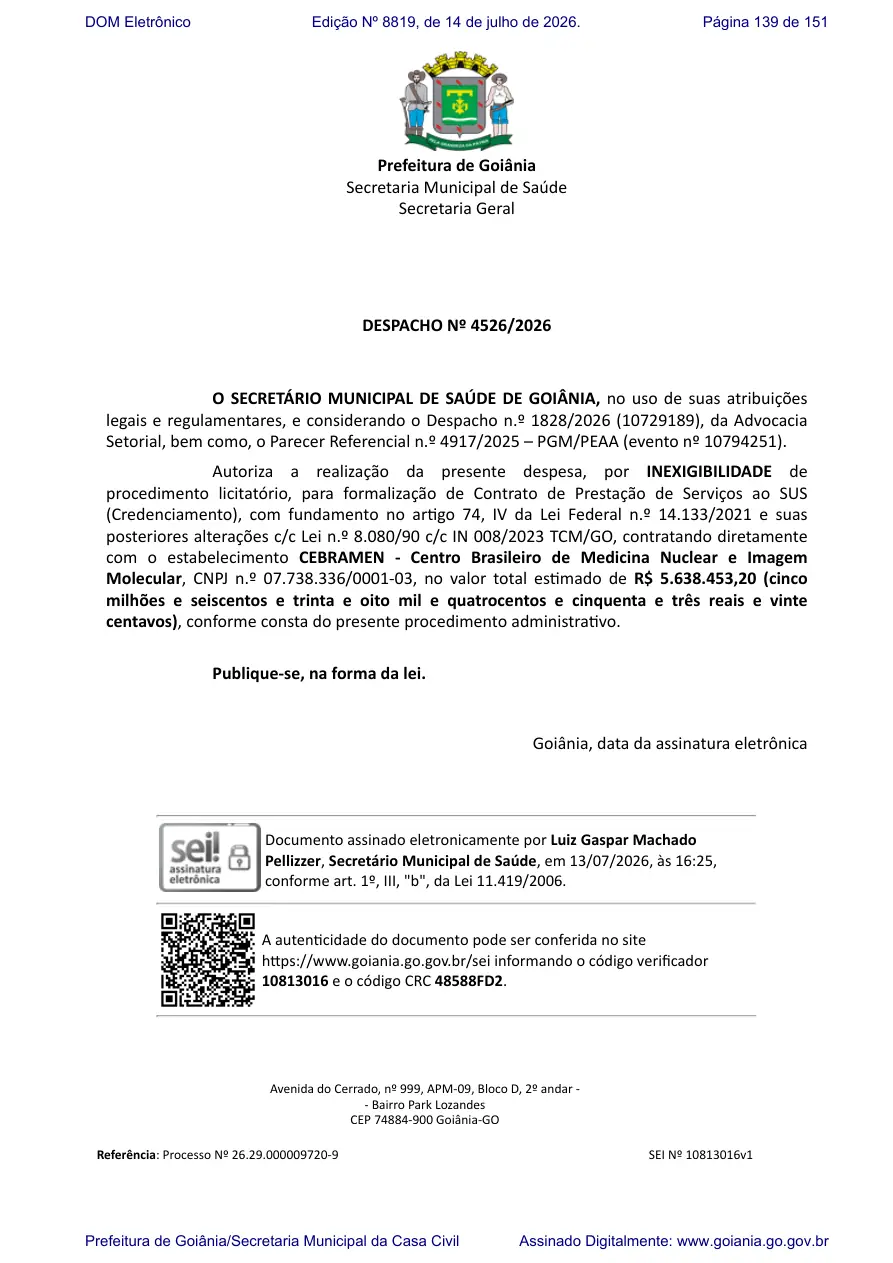 DOM Eletrônico Edição Nº 8819, de 14 de julho de 2026. Página 139 de 151
PELA GRANDEZA DA PÁTRIA
Prefeitura de Goiânia
Secretaria Municipal de Saúde
Secretaria Geral
DESPACHO Nº 4526/2026
O SECRETÁRIO MUNICIPAL DE SAÚDE DE GOIÂNIA, no uso de suas atribuições
legais e regulamentares, e considerando o Despacho n.º 1828/2026 (10729189), da Advocacia
Setorial, bem como, o Parecer Referencial n.º 4917/2025 – PGM/PEAA (evento nº 10794251).
Autoriza a realização da presente despesa, por INEXIGIBILIDADE de
procedimento licitatório, para formalização de Contrato de Prestação de Serviços ao SUS
(Credenciamento), com fundamento no artigo 74, IV da Lei Federal n.º 14.133/2021 e suas
posteriores alterações c/c Lei n.º 8.080/90 c/c IN 008/2023 TCM/GO, contratando diretamente
com o estabelecimento CEBRAMEN - Centro Brasileiro de Medicina Nuclear e Imagem
Molecular, CNPJ n.º 07.738.336/0001-03, no valor total estimado de R$ 5.638.453,20 (cinco
milhões e seiscentos e trinta e oito mil e quatrocentos e cinquenta e três reais e vinte
centavos), conforme consta do presente procedimento administrativo.
Publique-se, na forma da lei.
Goiânia, data da assinatura eletrônica
sei!
assinatura
eletrônica
Documento assinado eletronicamente por Luiz Gaspar Machado
Pellizzer, Secretário Municipal de Saúde, em 13/07/2026, às 16:25,
conforme art. 1º, III, "b", da Lei 11.419/2006.
A autenticidade do documento pode ser conferida no site
https://www.goiania.go.gov.br/sei informando o código verificador
10813016 e o código CRC 48588FD2.
Avenida do Cerrado, nº 999, APM-09, Bloco D, 2º andar -
- Bairro Park Lozandes
CEP 74884-900 Goiânia-GO
Referência: Processo Nº 26.29.000009720-9 SEI Nº 10813016v1
Prefeitura de Goiânia/Secretaria Municipal da Casa Civil Assinado Digitalmente: www.goiania.go.gov.br